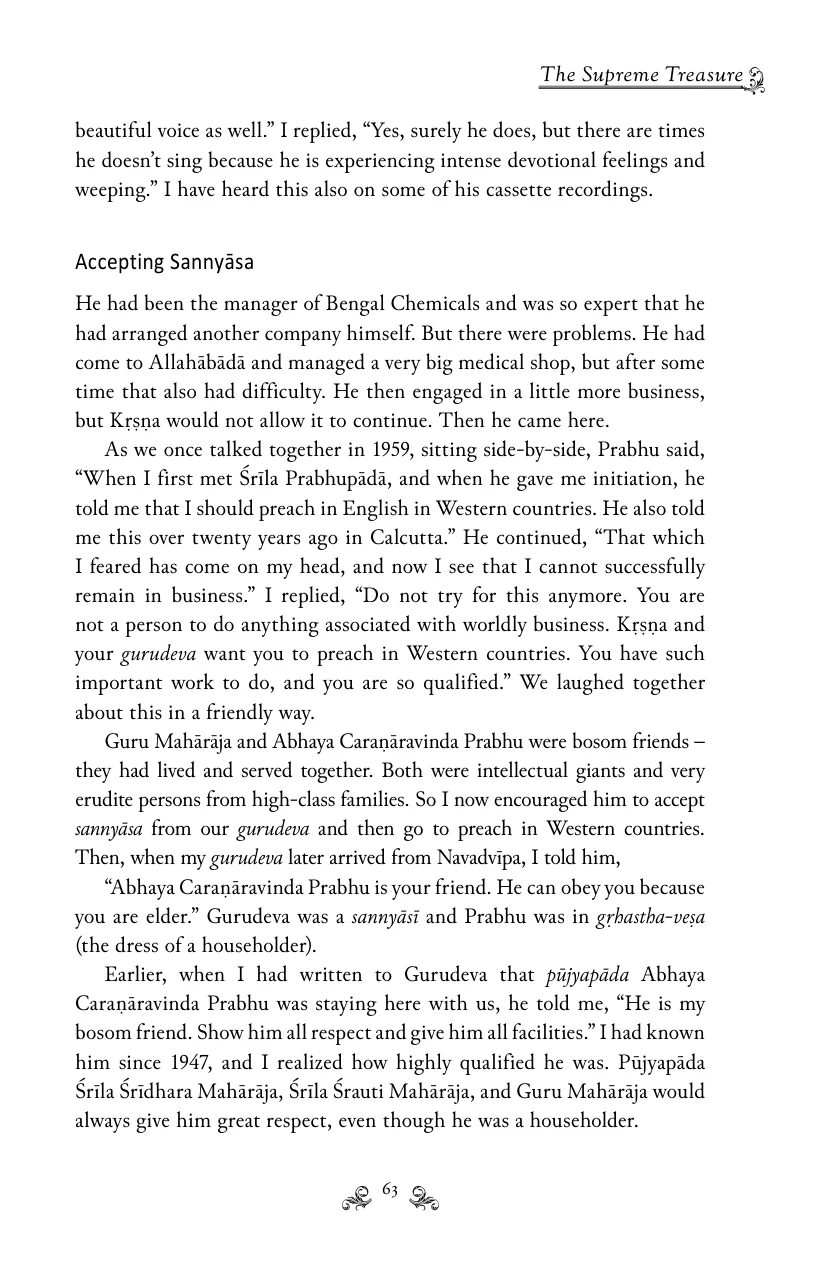 The Supreme Treasure
beautiful voice as well.” I replied, “Yes, surely he does, but there are times
he doesn’t sing because he is experiencing intense devotional feelings and
weeping.” I have heard this also on some of his cassette recordings.
Accepting Sannyāsa
He had been the manager of Bengal Chemicals and was so expert that he
had arranged another company himself. But there were problems. He had
come to Allahābādā and managed a very big medical shop, but after some
time that also had difficulty. He then engaged in a little more business,
but Kṛṣṇa would not allow it to continue. Then he came here.
As we once talked together in 1959, sitting side-by-side, Prabhu said,
“When I first met Śrīla Prabhupādā, and when he gave me initiation, he
told me that I should preach in English in Western countries. He also told
me this over twenty years ago in Calcutta.” He continued, “That which
I feared has come on my head, and now I see that I cannot successfully
remain in business.” I replied, “Do not try for this anymore. You are
not a person to do anything associated with worldly business. Kṛṣṇa and
your gurudeva want you to preach in Western countries. You have such
important work to do, and you are so qualified.” We laughed together
about this in a friendly way.
Guru Mahārāja and Abhaya Caraṇāravinda Prabhu were bosom friends –
they had lived and served together. Both were intellectual giants and very
erudite persons from high-class families. So I now encouraged him to accept
sannyāsa from our gurudeva and then go to preach in Western countries.
Then, when my gurudeva later arrived from Navadvīpa, I told him,
“Abhaya Caraṇāravinda Prabhu is your friend. He can obey you because
you are elder.” Gurudeva was a sannyāsī and Prabhu was in gṛhastha-veṣa
(the dress of a householder).
Earlier, when I had written to Gurudeva that pūjyapāda Abhaya
Caraṇāravinda Prabhu was staying here with us, he told me, “He is my
bosom friend. Show him all respect and give him all facilities.” I had known
him since 1947, and I realized how highly qualified he was. Pūjyapāda
Śrīla Śrīdhara Mahārāja, Śrīla Śrauti Mahārāja, and Guru Mahārāja would
always give him great respect, even though he was a householder.
63